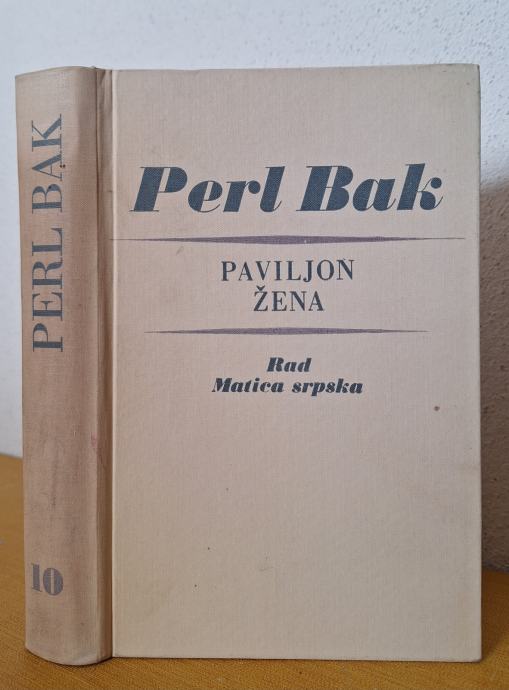 PERL BAK
10
Perl Bak
PAVILJON
ŽENA
Rad
Matica srpska